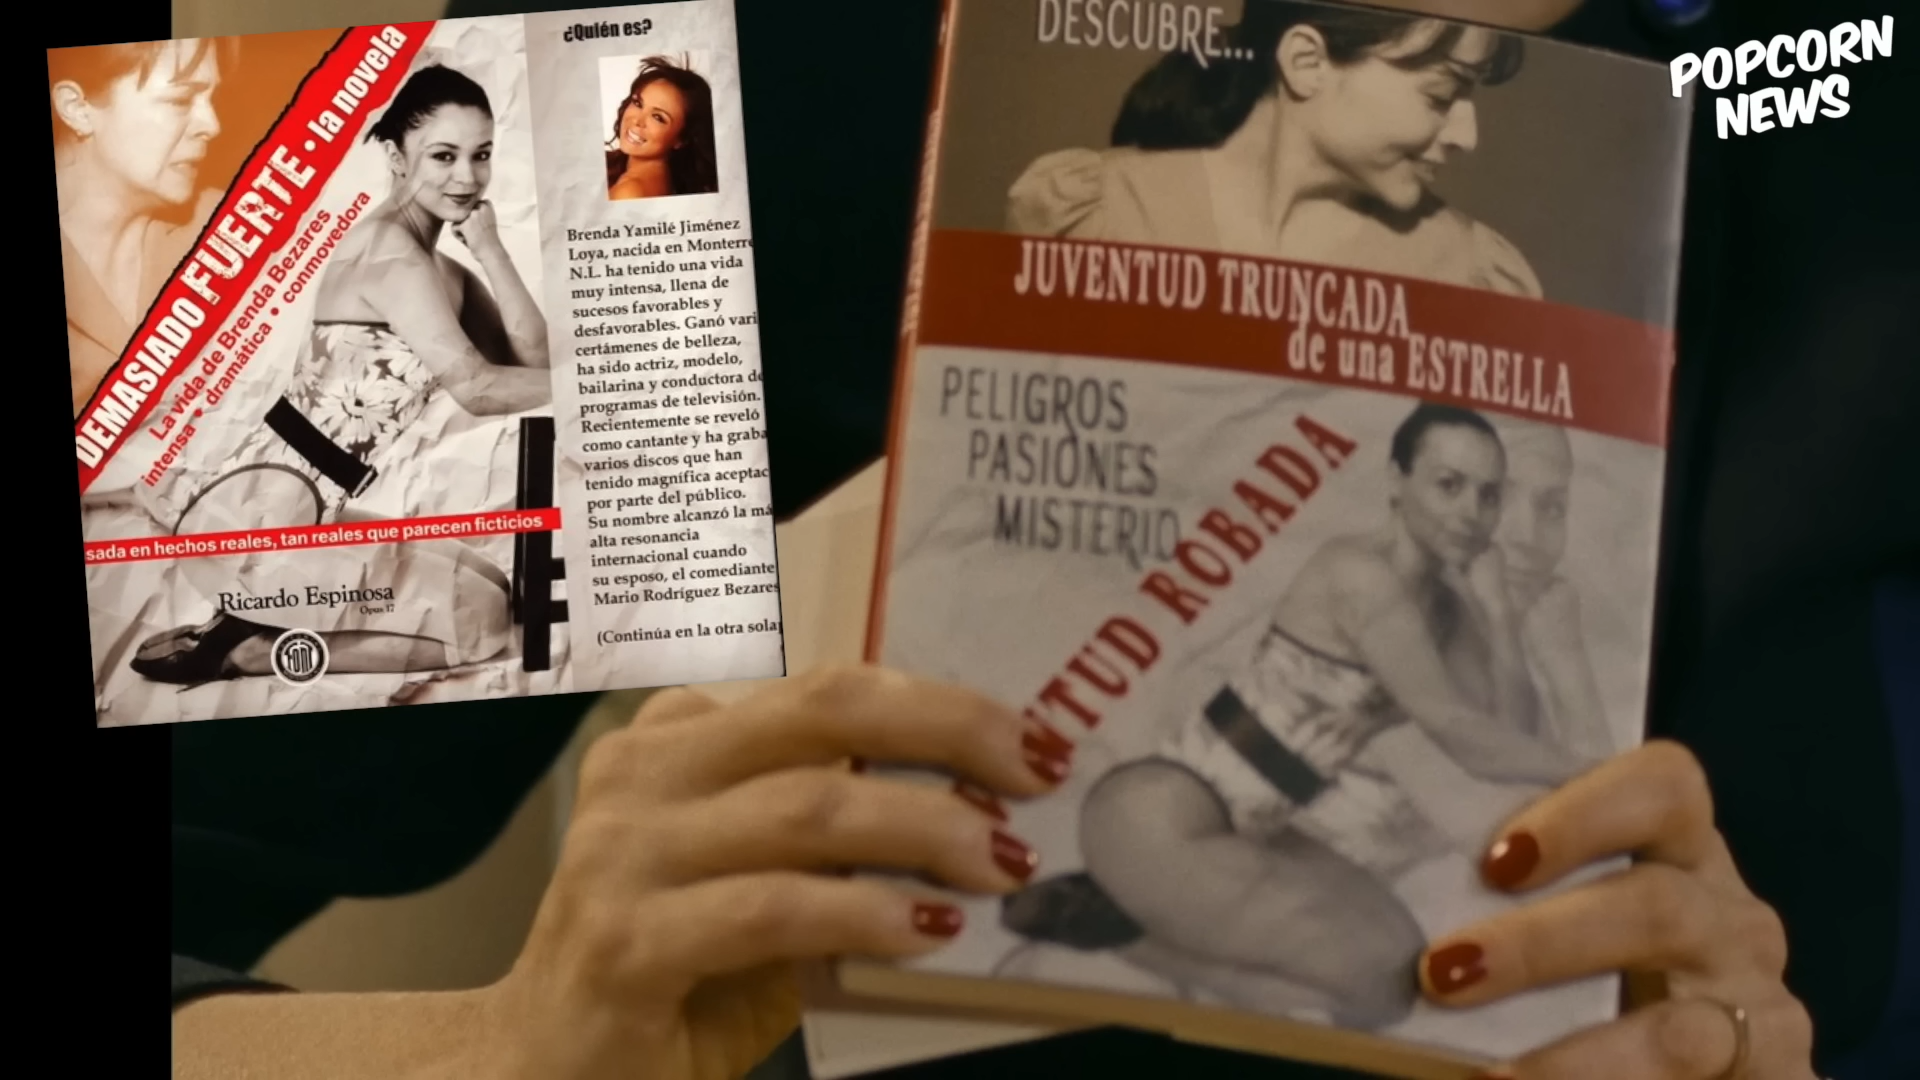 ¿Quién es?
DEMASIADO FUERTE • la novela
La vida de Brenda Bezares
intensa • dramática • conmovedora
sada en hechos reales, tan reales que parecen ficticios
Ricardo Espinosa
Opus 17
Brenda Yamilé Jiménez
Loya, nacida en Monterre
N.L. ha tenido una vida
muy intensa, llena de
sucesos favorables y
desfavorables. Ganó vari
certámenes de belleza,
ha sido actriz, modelo,
bailarina y conductora de
programas de televisión.
Recientemente se reveló
como cantante y ha graba
varios discos que han
tenido magnífica aceptac
por parte del público.
Su nombre alcanzó la má
alta resonancia
internacional cuando
su esposo, el comediante
Mario Rodríguez Bezares
(Continúa en la otra sola
DESCUBRE...
JUVENTUD TRUNCADA
de una ESTRELLA
PELIGROS
PASIONES
MISTERIO
NTUD ROBADA
POPCORN
NEWS